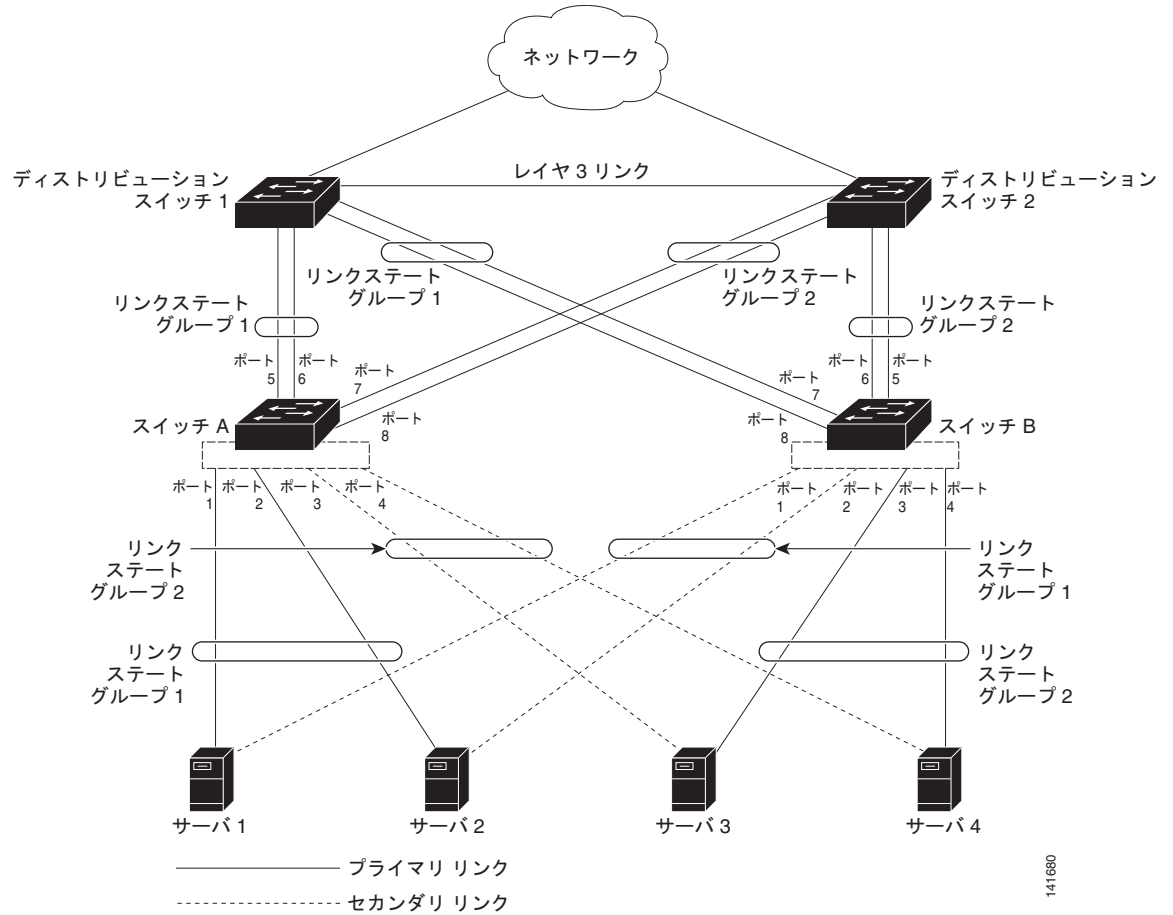 ネットワーク
レイヤ 3 リンク
ディストリビューション
スイッチ 1
ディストリビューション
スイッチ 2
リンクステート
グループ 1
リンクステート
グループ 2
リンクステート
グループ 1
リンクステート
グループ 2
ポート
5
ポート
6
ポート
7
ポート
8
ポート
6
ポート
5
ポート
7
ポート
8
スイッチ A
スイッチ B
ポート
1
ポート
2
ポート
3
ポート
4
ポート
1
ポート
2
ポート
3
ポート
4
リンク
ステート
グループ 2
リンク
ステート
グループ 1
リンク
ステート
グループ 1
リンク
ステート
グループ 2
サーバ 1
サーバ 2
サーバ 3
サーバ 4
プライマリ リンク
セカンダリ リンク
141680